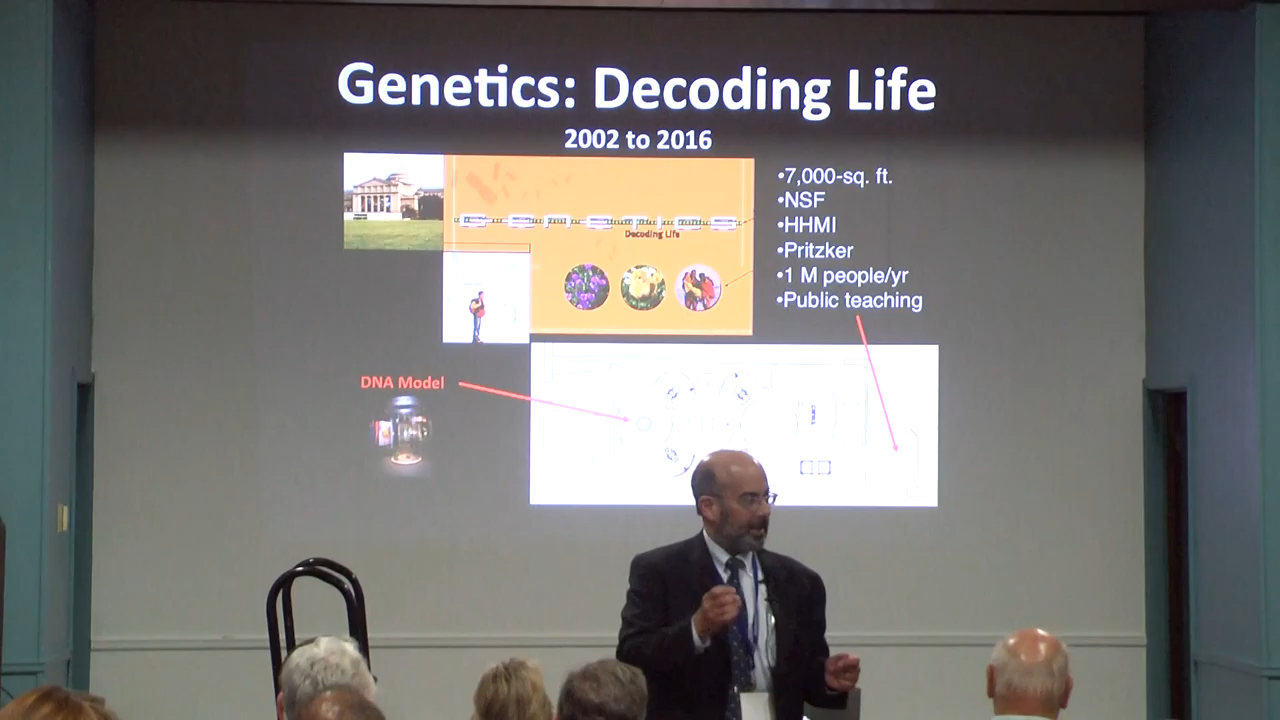 Genetics: Decoding Life
2002 to 2016
GENETICS
Decoding Life
•7,000-sq. ft.
•NSF
•HHMI
•Pritzker
•1 M people/yr
•Public teaching
DNA Model